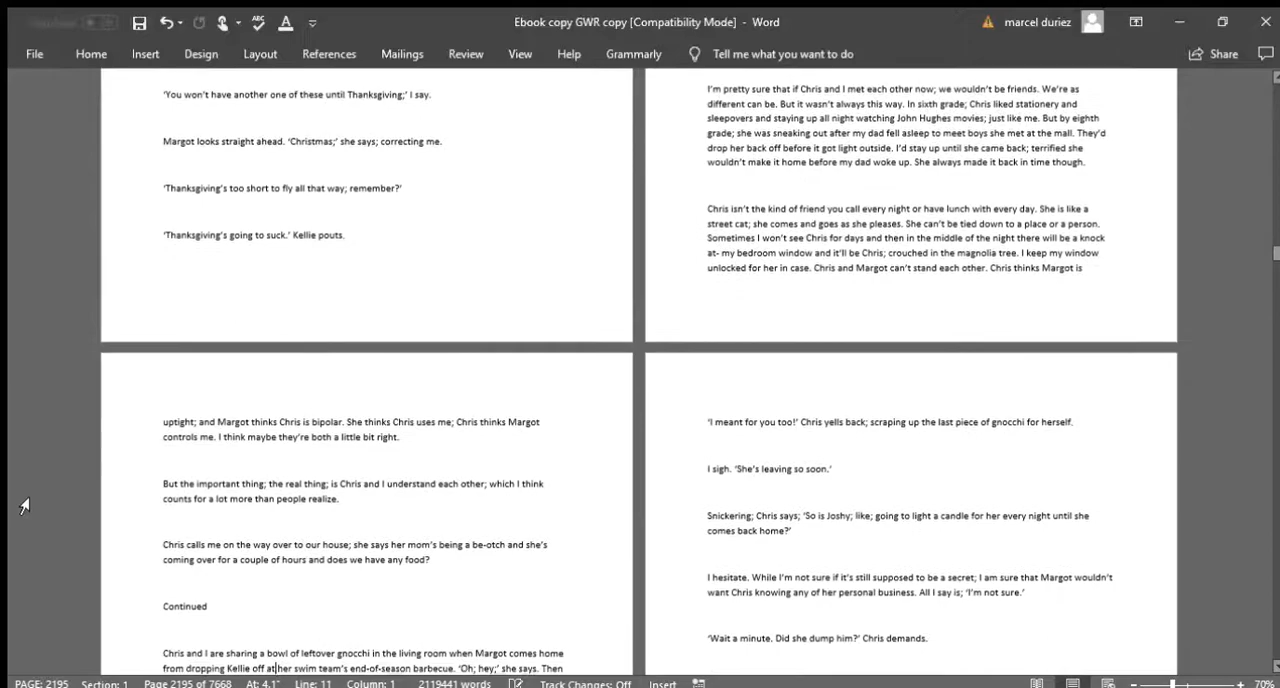 Ebook copy GWR copy [Compatibility Mode] - Word
marcel duriez
File Home Insert Design Layout References Mailings Review View Help Grammarly Tell me what you want to do Share
‘You won’t have another one of these until Thanksgiving;’ I say.
Margot looks straight ahead. ‘Christmas;’ she says; correcting me.
‘Thanksgiving’s too short to fly all that way; remember?’
‘Thanksgiving’s going to suck.’ Kellie pouts.
I’m pretty sure that if Chris and I met each other now; we wouldn’t be friends. We’re as
different can be. But it wasn’t always this way. In sixth grade; Chris liked stationery and
sleepovers and staying up all night watching John Hughes movies; just like me. But by eighth
grade; she was sneaking out after my dad fell asleep to meet boys she met at the mall. They’d
drop her back off before it got light outside. I’d stay up until she came back; terrified she
wouldn’t make it home before my dad woke up. She always made it back in time though.
Chris isn’t the kind of friend you call every night or have lunch with every day. She is like a
street cat; she comes and goes as she pleases. She can’t be tied down to a place or a person.
Sometimes I won’t see Chris for days and then in the middle of the night there will be a knock
at- my bedroom window and it’ll be Chris; crouched in the magnolia tree. I keep my window
unlocked for her in case. Chris and Margot can’t stand each other. Chris thinks Margot is
uptight; and Margot thinks Chris is bipolar. She thinks Chris uses me; Chris thinks Margot
controls me. I think maybe they’re both a little bit right.
But the important thing; the real thing; is Chris and I understand each other; which I think
counts for a lot more than people realize.
Chris calls me on the way over to our house; she says her mom’s being a be-otch and she’s
coming over for a couple of hours and does we have any food?
Continued
Chris and I are sharing a bowl of leftover gnocchi in the living room when Margot comes home
from dropping Kellie off at her swim team’s end-of-season barbecue. ‘Oh; hey;’ she says. Then
‘I meant for you too!’ Chris yells back; scraping up the last piece of gnocchi for herself.
I sigh. ‘She’s leaving so soon.’
Snickering; Chris says; ‘So is Joshy; like; going to light a candle for her every night until she
comes back home?’
I hesitate. While I’m not sure if it’s still supposed to be a secret; I am sure that Margot wouldn’t
want Chris knowing any of her personal business. All I say is; ‘I’m not sure.’
‘Wait a minute. Did she dump him?’ Chris demands.
PAGE: 2195 Section: 1 Page 2195 of 7668 At: 4.1" Line: 11 Column: 1 2119441 words Track Changes: Off Insert 70%